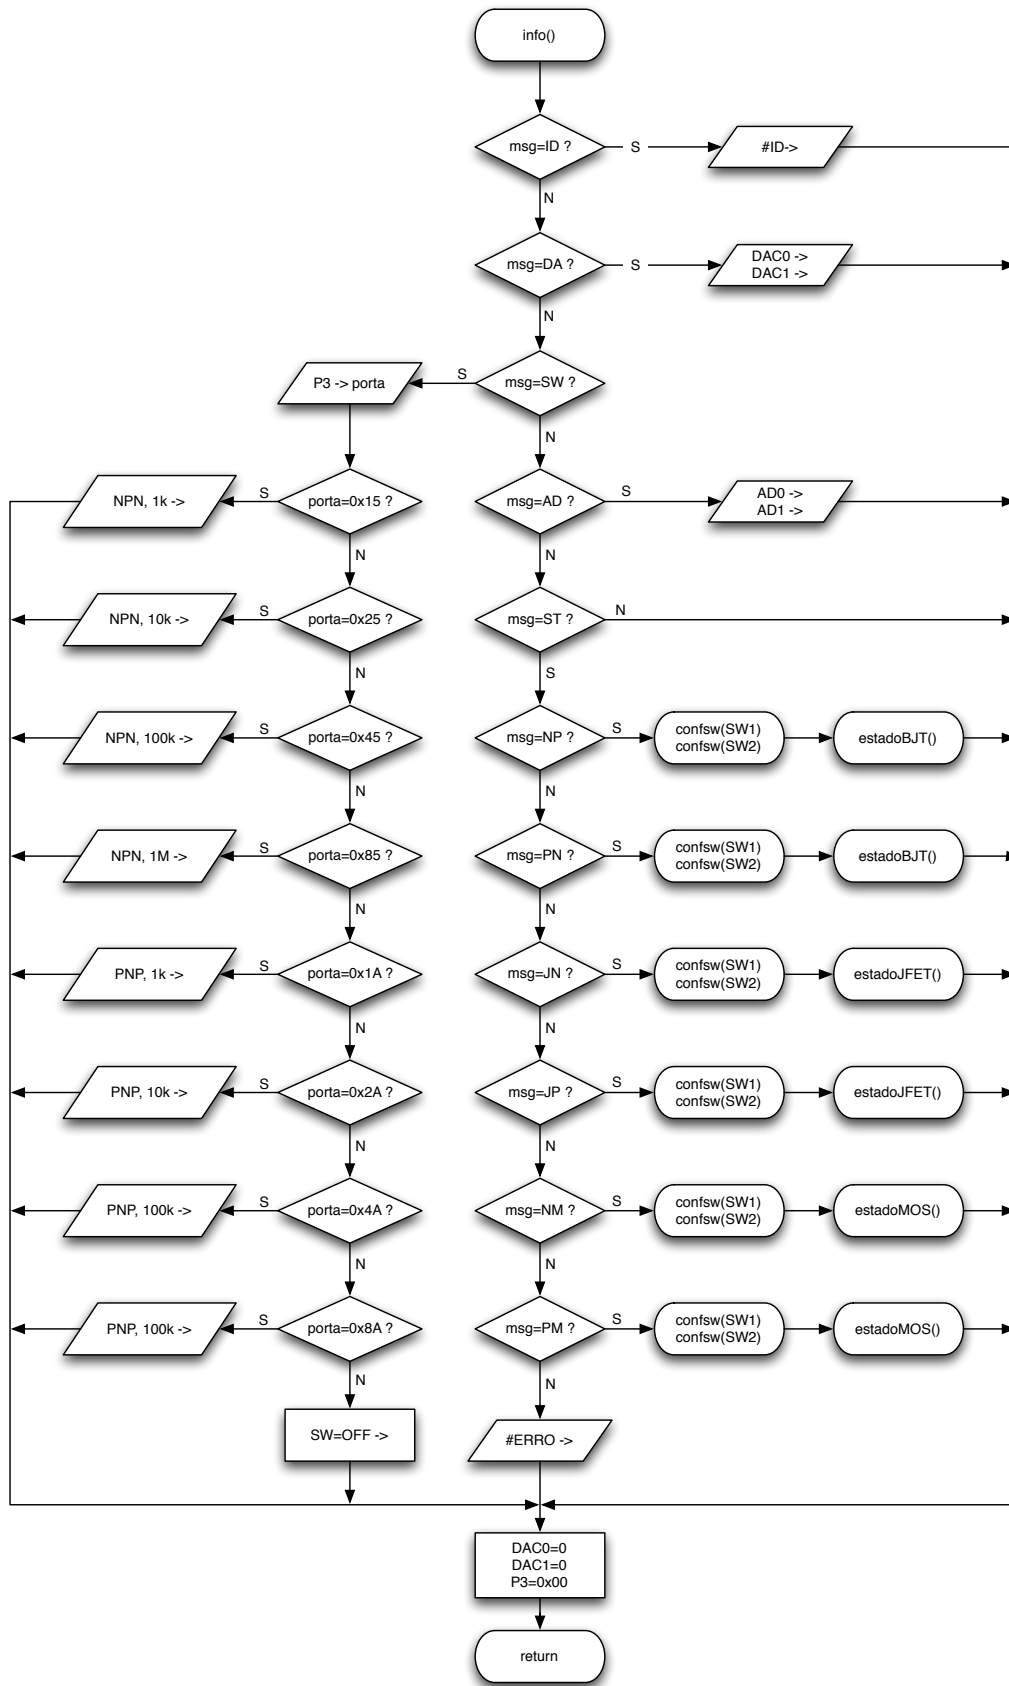 info()
msg=ID ?
S
#ID->
N
msg=DA ?
S
DAC0 ->
DAC1 ->
N
P3 -> porta
S
msg=SW ?
N
NPN, 1k ->
S
porta=0x15 ?
msg=AD ?
S
AD0 ->
AD1 ->
N
N
NPN, 10k ->
S
porta=0x25 ?
msg=ST ?
N
N
S
NPN, 100k ->
S
porta=0x45 ?
msg=NP ?
S
confsw(SW1)
confsw(SW2)
estadoBJT()
N
N
NPN, 1M ->
S
porta=0x85 ?
msg=PN ?
S
confsw(SW1)
confsw(SW2)
estadoBJT()
N
N
PNP, 1k ->
S
porta=0x1A ?
msg=JN ?
S
confsw(SW1)
confsw(SW2)
estadoJFET()
N
N
PNP, 10k ->
S
porta=0x2A ?
msg=JP ?
S
confsw(SW1)
confsw(SW2)
estadoJFET()
N
N
PNP, 100k ->
S
porta=0x4A ?
msg=NM ?
S
confsw(SW1)
confsw(SW2)
estadoMOS()
N
N
PNP, 100k ->
S
porta=0x8A ?
msg=PM ?
S
confsw(SW1)
confsw(SW2)
estadoMOS()
N
N
SW=OFF ->
#ERRO ->
DAC0=0
DAC1=0
P3=0x00
return